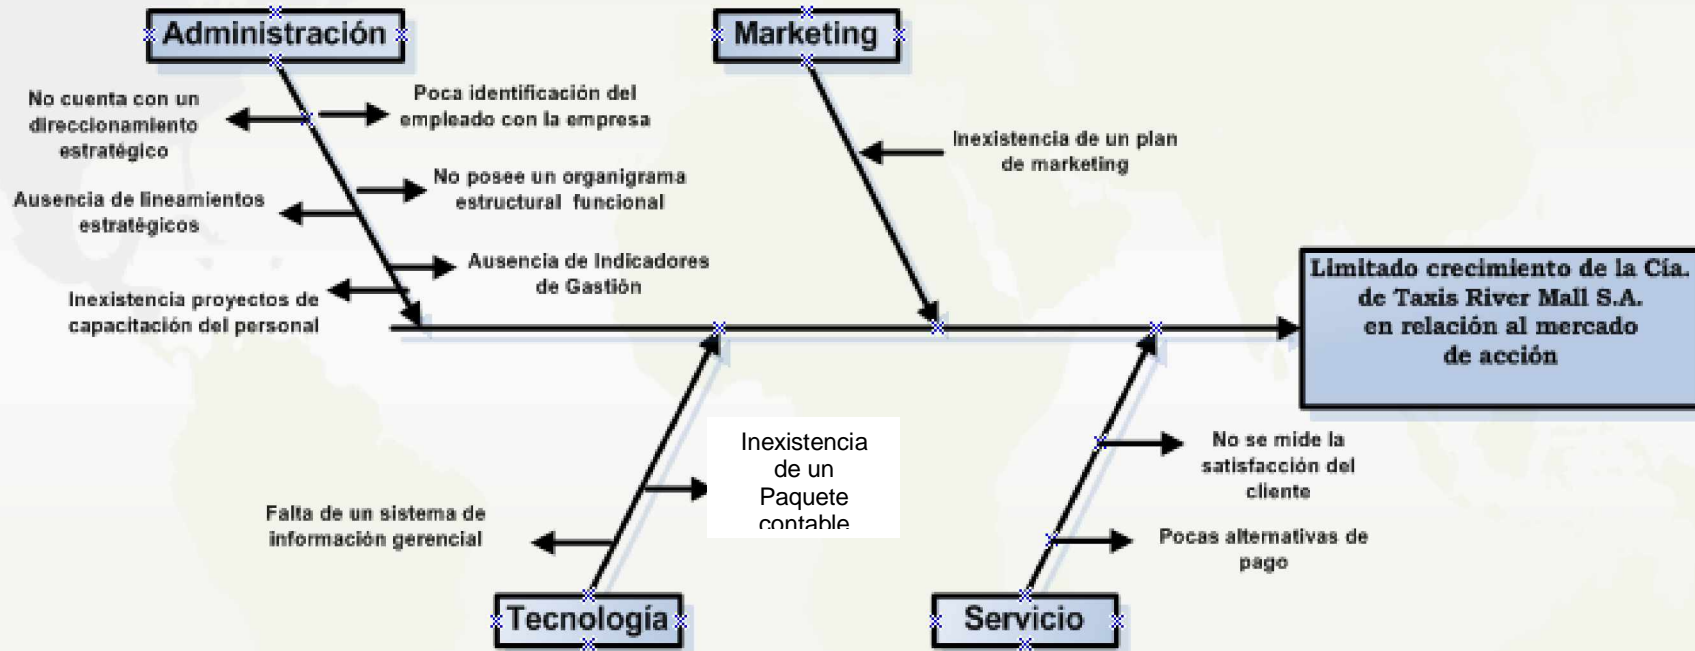 Administración
Marketing
No cuenta con un
direccionamiento
estratégico
Poca identificación del
empleado con la empresa
Ausencia de lineamientos
estratégicos
No posee un organigrama
estructural funcional
Inexistencia proyectos de
capacitación del personal
Ausencia de Indicadores
de Gastión
Inexistencia de un plan
de marketing
Limitado crecimiento de la Cía.
de Taxis River Mall S.A.
en relación al mercado
de acción
Falta de un sistema de
información gerencial
Inexistencia
de un
Paquete
contable
No se mide la
satisfacción del
cliente
Pocas alternativas de
pago
Tecnología
Servicio